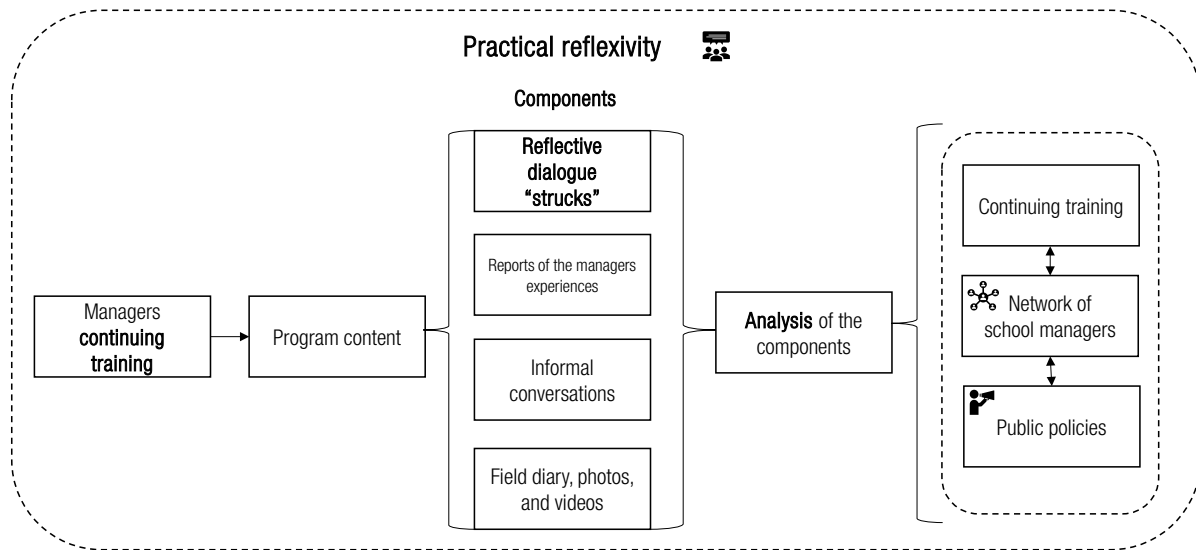 Practical reflexivity
Components
Managers
continuing
training
Program content
Reflective
dialogue
“strucks”
Reports of the managers
experiences
Informal
conversations
Field diary, photos,
and videos
Analysis of the
components
Continuing training
Network of
school managers
Public policies